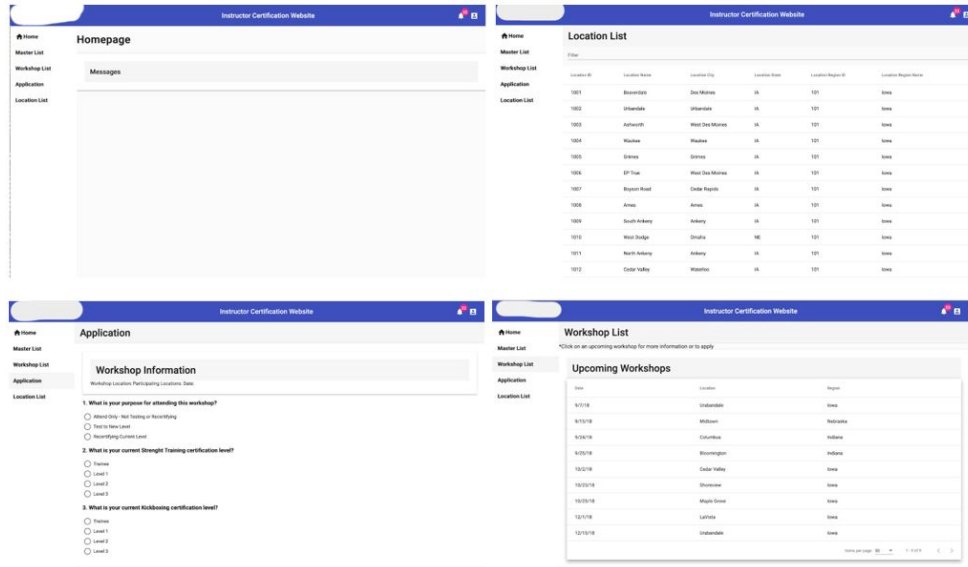 Instructor Certification Website
Home
Master List
Workshop List
Application
Location List
Homepage
Messages
Instructor Certification Website
Home
Master List
Workshop List
Application
Location List
Location List
Filter
Location ID Location Name Location City Location State Location Region ID Location Region Name
1001 Beaverdale Des Moines IA 101 Iowa
1002 Urbandale Urbandale IA 101 Iowa
1003 Ashworth West Des Moines IA 101 Iowa
1004 Waukee Waukee IA 101 Iowa
1005 Grimes Grimes IA 101 Iowa
1006 EP True West Des Moines IA 101 Iowa
1007 Boyson Road Cedar Rapids IA 101 Iowa
1008 Ames Ames IA 101 Iowa
1009 South Ankeny Ankeny IA 101 Iowa
1010 West Dodge Omaha NE 101 Iowa
1011 North Ankeny Ankeny IA 101 Iowa
1012 Cedar Valley Waterloo IA 101 Iowa
Instructor Certification Website
Home
Master List
Workshop List
Application
Location List
Application
Workshop Information
Workshop Location: Participating Locations: Date:
1. What is your purpose for attending this workshop?
Attend Only - Not Testing or Recertifying
Test to New Level
Recertifying Current Level
2. What is your current Strenght Training certification level?
Trainee
Level 1
Level 2
Level 3
3. What is your current Kickboxing certification level?
Trainee
Level 1
Level 2
Level 3
Instructor Certification Website
Home
Master List
Workshop List
Application
Location List
Workshop List
*Click on an upcoming workshop for more information or to apply
Upcoming Workshops
Date Location Region
9/7/18 Urabandale Iowa
Midtown Nebraska
9/24/18 Columbus Indiana
9/25/18 Bloomington Indiana
10/2/18 Cedar Valley Iowa
10/23/18 Shoreview Iowa
Maple Grove Iowa
12/1/18 LaVista Iowa
Urabandale Iowa
Items per page: 1 - 9 of 9